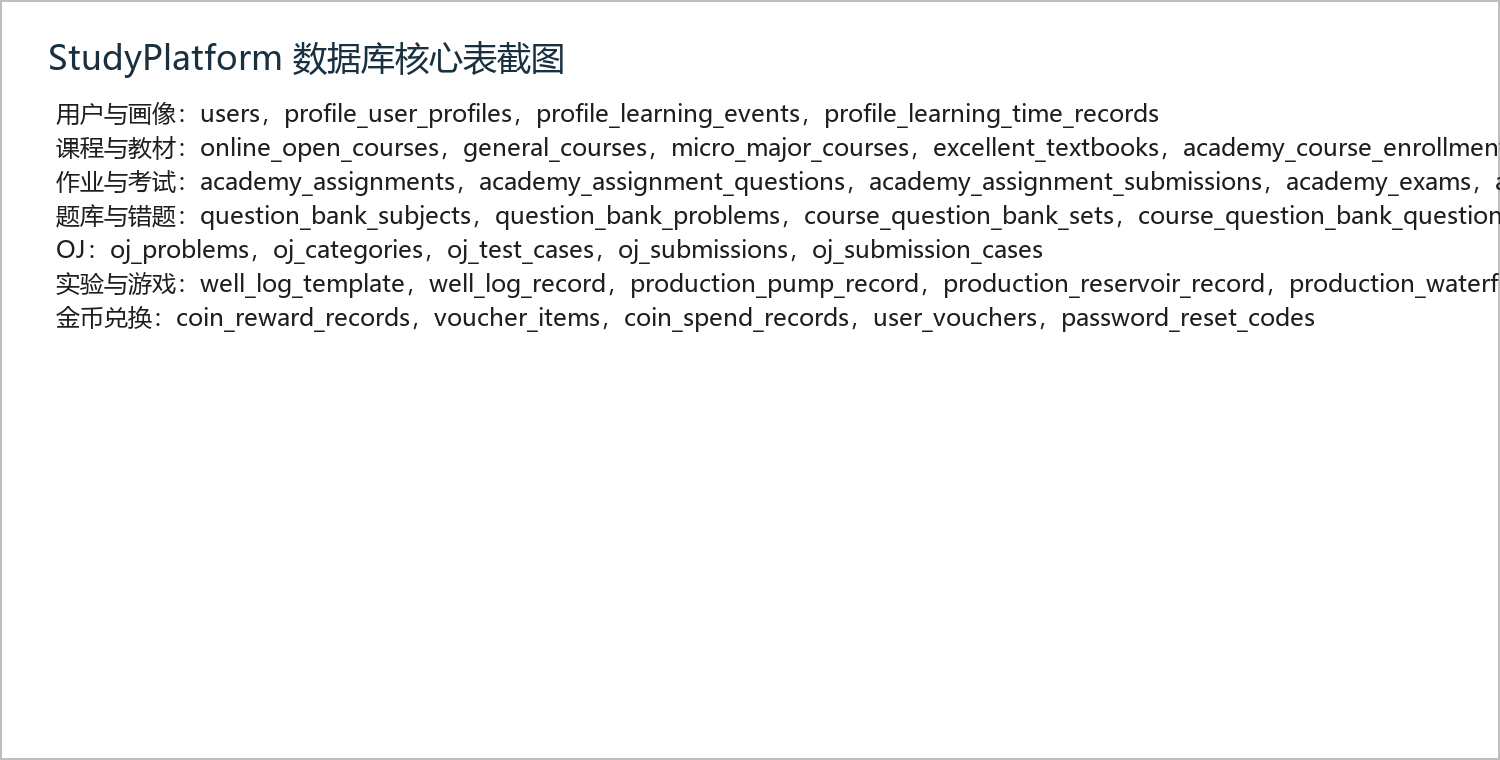 StudyPlatform 数据库核心表截图
用户与画像：users，profile_user_profiles，profile_learning_events，profile_learning_time_records
课程与教材：online_open_courses，general_courses，micro_major_courses，excellent_textbooks，academy_course_enrollmen
作业与考试：academy_assignments，academy_assignment_questions，academy_assignment_submissions，academy_exams，a
题库与错题：question_bank_subjects，question_bank_problems，course_question_bank_sets，course_question_bank_question
OJ：oj_problems，oj_categories，oj_test_cases，oj_submissions，oj_submission_cases
实验与游戏：well_log_template，well_log_record，production_pump_record，production_reservoir_record，production_waterf
金币兑换：coin_reward_records，voucher_items，coin_spend_records，user_vouchers，password_reset_codes